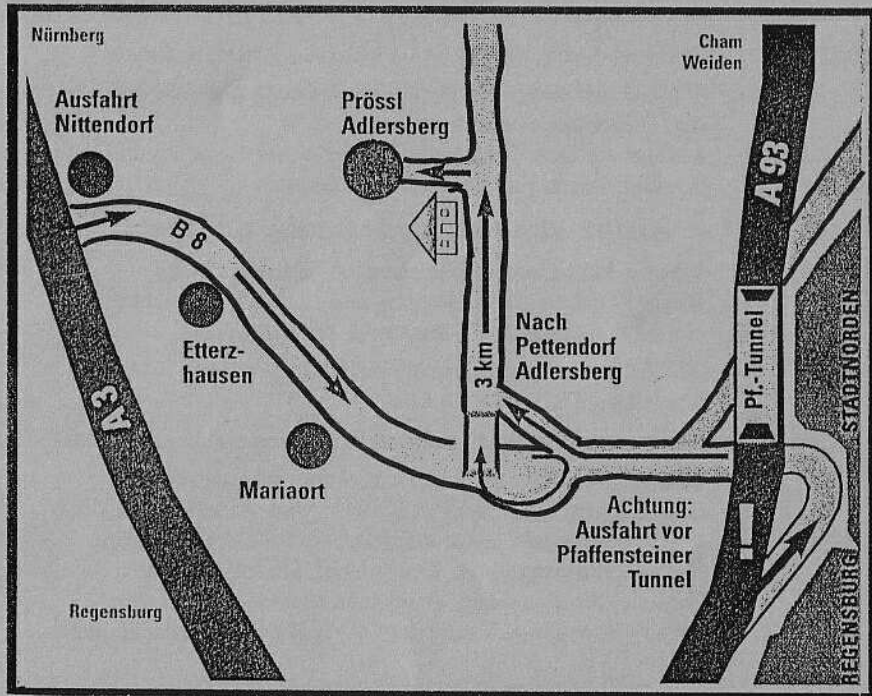 Nürnberg
Ausfahrt
Nittendorf
Prössl
Adlersberg
Cham
Weiden
A 93
B 8
Etterz-
hausen
A3
3 km
Nach
Pettendorf
Adlersberg
Pf.-Tunnel
STADTNORDEN
Mariaort
Achtung:
Ausfahrt vor
Pfaffensteiner
Tunnel
!
Regensburg
REGENSBURG